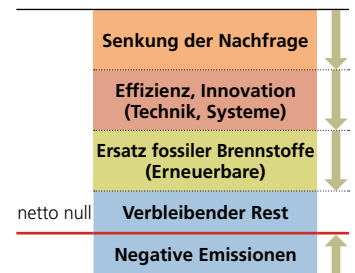 Senkung der Nachfrage
Effizienz, Innovation
(Technik, Systeme)
Ersatz fossiler Brennstoffe
(Erneuerbare)
netto null Verbleibender Rest
Negative Emissionen